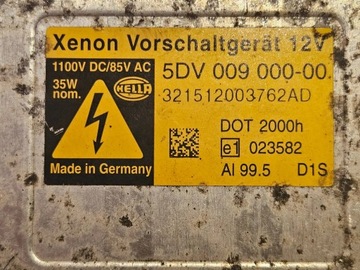 Xenon Vorschaltgerät 12V
1100V DC/85V AC
35W
nom.
HELLA
5DV 009 000-00
321512003762AD
DOT 2000h
e1 023582
Made in Germany
Al 99.5 D1S